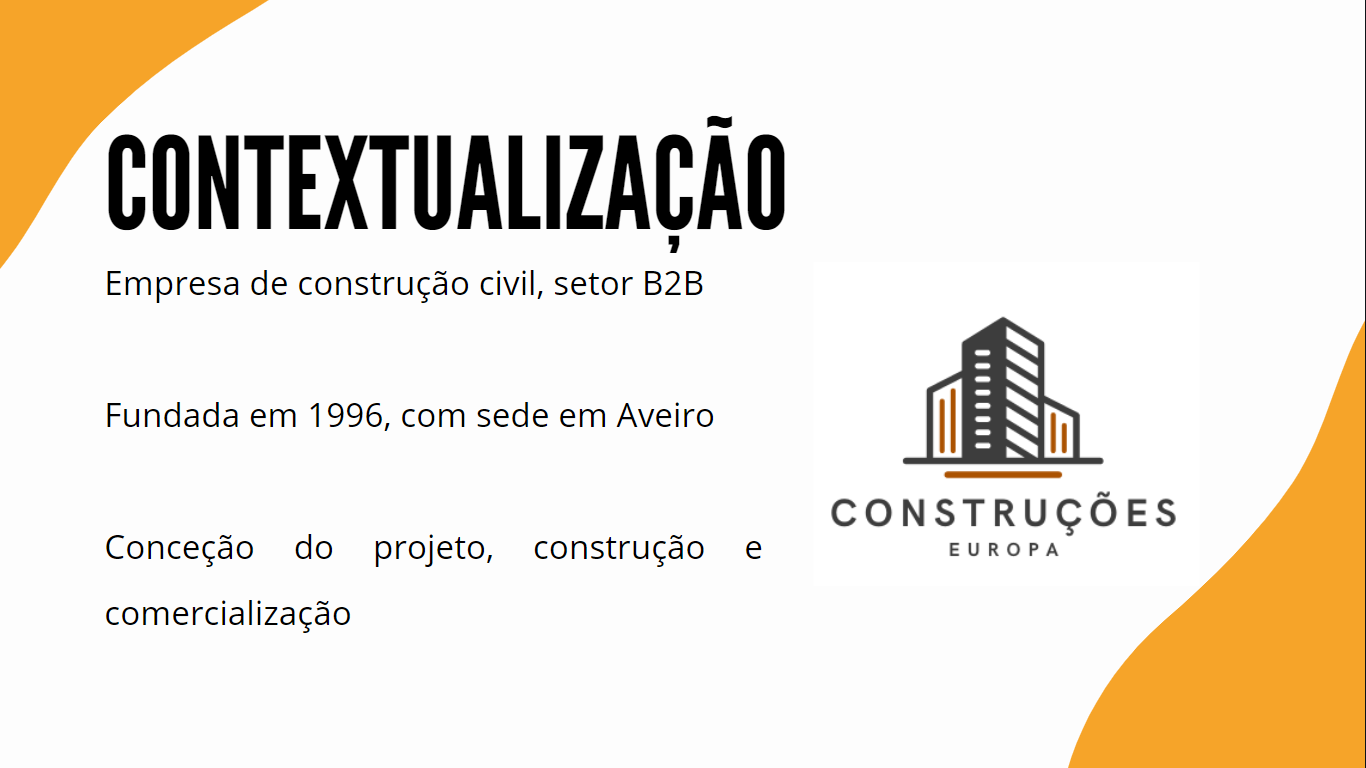 CONTEXTUALIZAÇÃO
Empresa de construção civil, setor B2B
Fundada em 1996, com sede em Aveiro
Conceção do projeto, construção e
comercialização
CONSTRUÇÕES
EUROPA